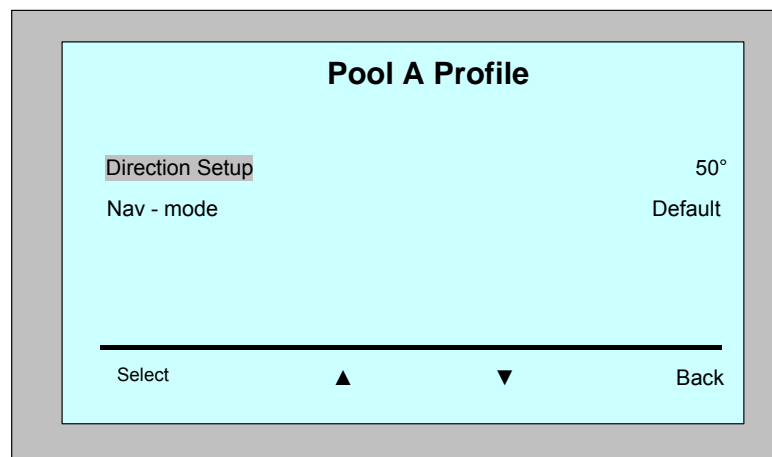 Pool A Profile
Direction Setup 50°
Nav - mode Default
Select ▲ ▼ Back